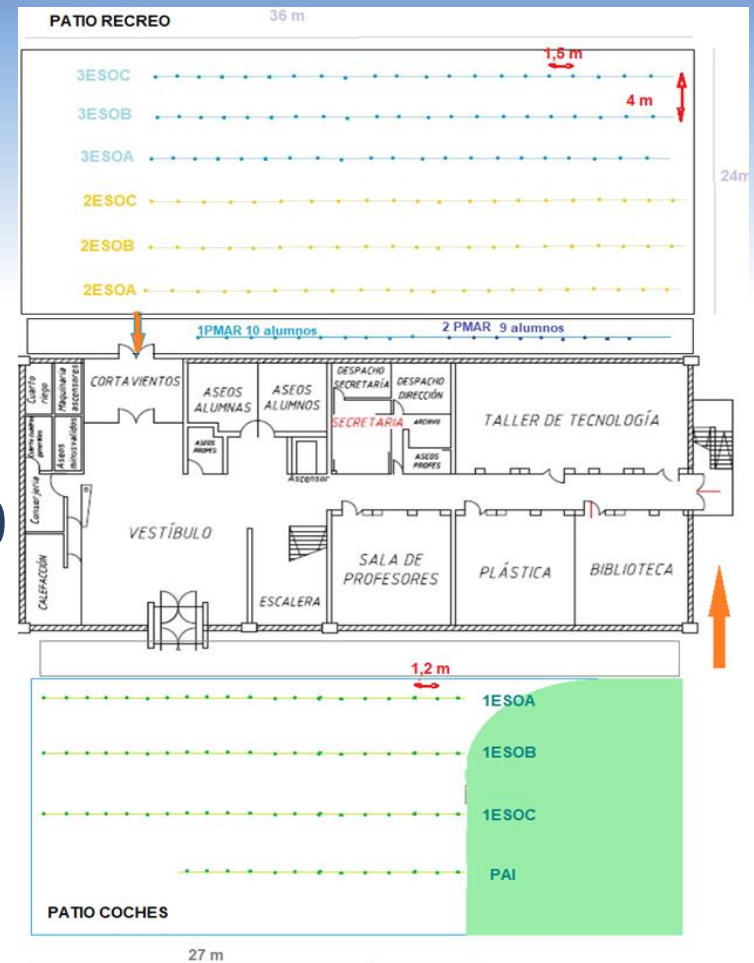 PATIO RECREO
36 m
1,5 m
3ESOC
4 m
3ESOB
3ESOA
24m
2ESOC
2ESOB
2ESOA
1PMAR 10 alumnos
2 PMAR 9 alumnos
Cuarto
riego
Maquinaria
ascensores
CORTAVIENTOS
ASEOS
ALUMNAS
ASEOS
ALUMNOS
DESPACHO
SECRETARÍA
DESPACHO
DIRECCIÓN
SECRETARIA
ARCHIVO
TALLER DE TECNOLOGÍA
Aseos
minusvalidos
ASEOS
PROFES
ASEOS
PROFES
Ascensor
Conserjería
VESTÍBULO
CALEFACCIÓN
ESCALERA
SALA DE
PROFESORES
PLÁSTICA
BIBLIOTECA
1,2 m
1ESOA
1ESOB
1ESOC
PAI
PATIO COCHES
27 m